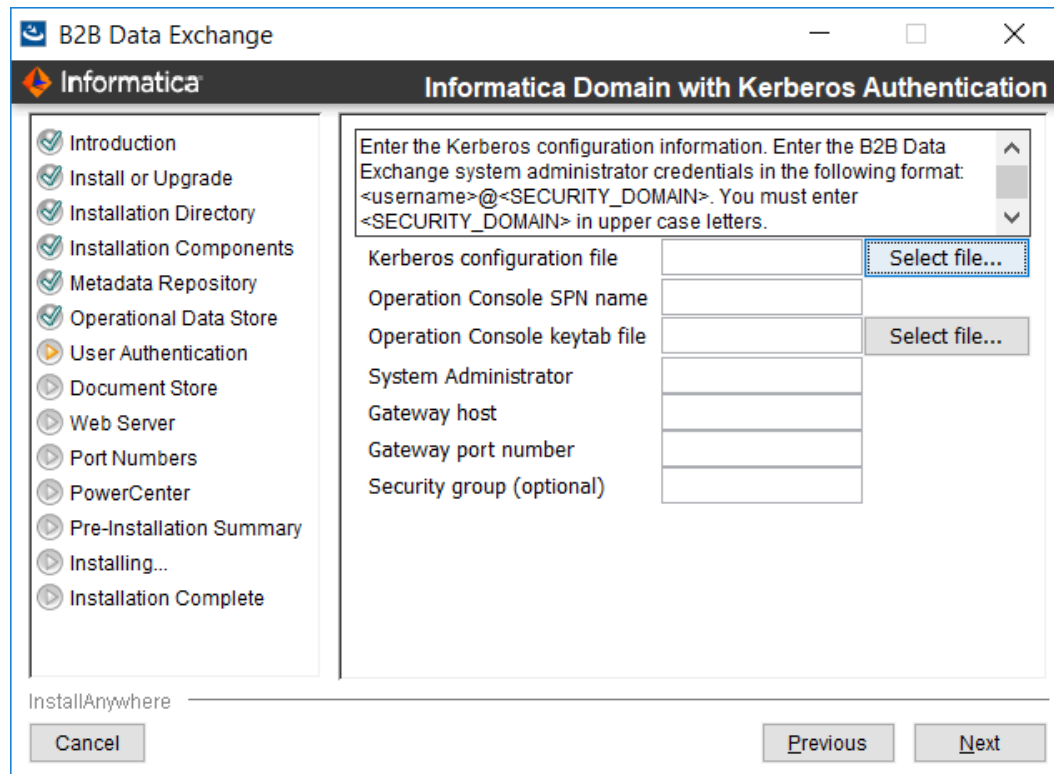 B2B Data Exchange
Informatica
Informatica Domain with Kerberos Authentication
Introduction
Install or Upgrade
Installation Directory
Installation Components
Metadata Repository
Operational Data Store
User Authentication
Document Store
Web Server
Port Numbers
PowerCenter
Pre-Installation Summary
Installing...
Installation Complete
Enter the Kerberos configuration information. Enter the B2B Data
Exchange system administrator credentials in the following format:
<username>@<SECURITY_DOMAIN>. You must enter
<SECURITY_DOMAIN> in upper case letters.
Kerberos configuration file
Select file...
Operation Console SPN name
Operation Console keytab file
Select file...
System Administrator
Gateway host
Gateway port number
Security group (optional)
InstallAnywhere
Cancel
Previous
Next